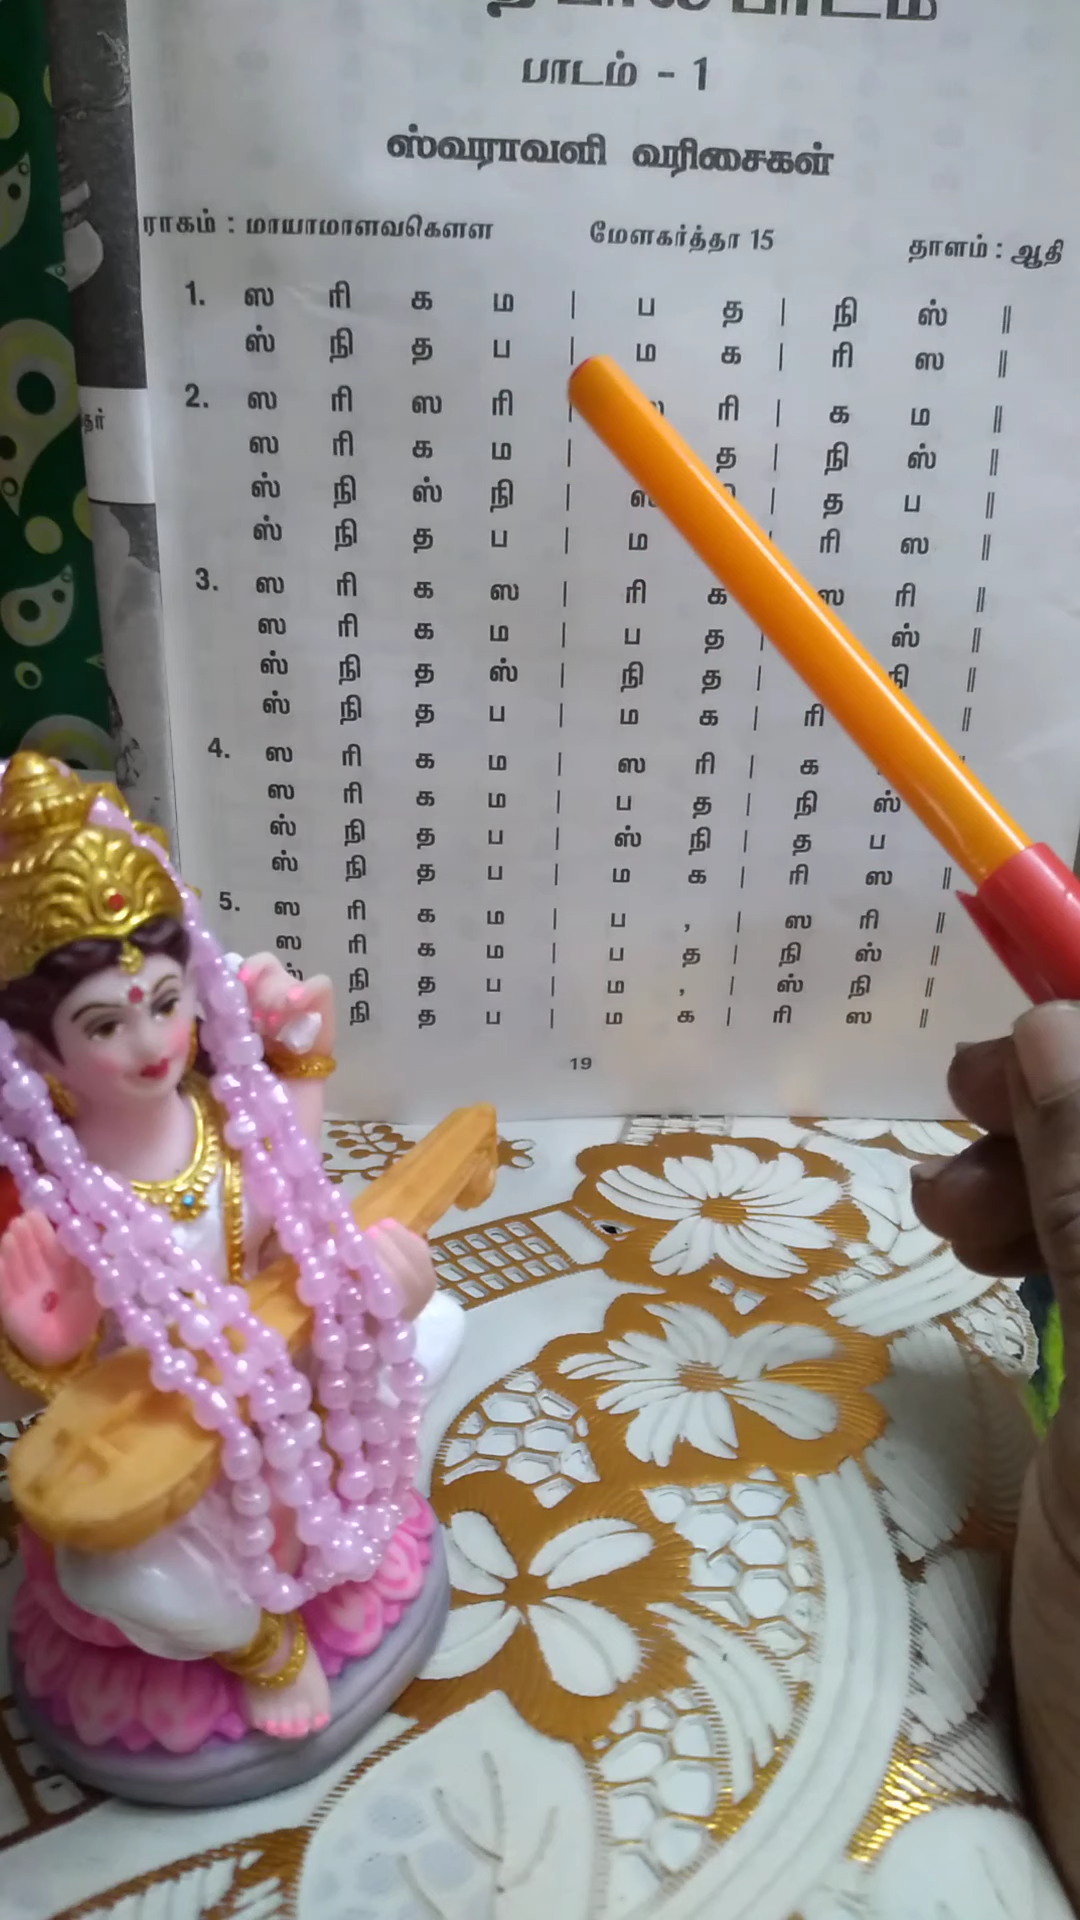 பாடம் - 1
ஸ்வராவளி வரிசைகள்
ராகம் : மாயாமாளவகௌள மேளகர்த்தா 15 தாளம் : ஆதி
1. ஸ ரி க ம | ப த | நி ஸ் ||
ஸ் நி த ப | ம க | ரி ஸ ||
2. ஸ ரி ஸ ரி | ரி | க ம ||
ஸ ரி க ம | த | நி ஸ் ||
ஸ் நி ஸ் நி | ஸ் | த ப ||
ஸ் நி த ப | ம | ரி ஸ ||
3. ஸ ரி க ஸ | ரி க ஸ ரி ||
ஸ ரி க ம | ப த | ஸ் ||
ஸ் நி த ஸ் | நி த | நி ||
ஸ் நி த ப | ம க | ரி ||
4. ஸ ரி க ம | ஸ ரி | க
ஸ ரி க ம | ப த | நி ஸ்
ஸ் நி த ப | ஸ் நி | த ப
ஸ் நி த ப | ம க | ரி ஸ ||
5. ஸ ரி க ம | ப , | ஸ ரி ||
ஸ ரி க ம | ப த | நி ஸ் ||
நி த ப | ம , | ஸ் நி ||
நி த ப | ம க | ரி ஸ ||
19